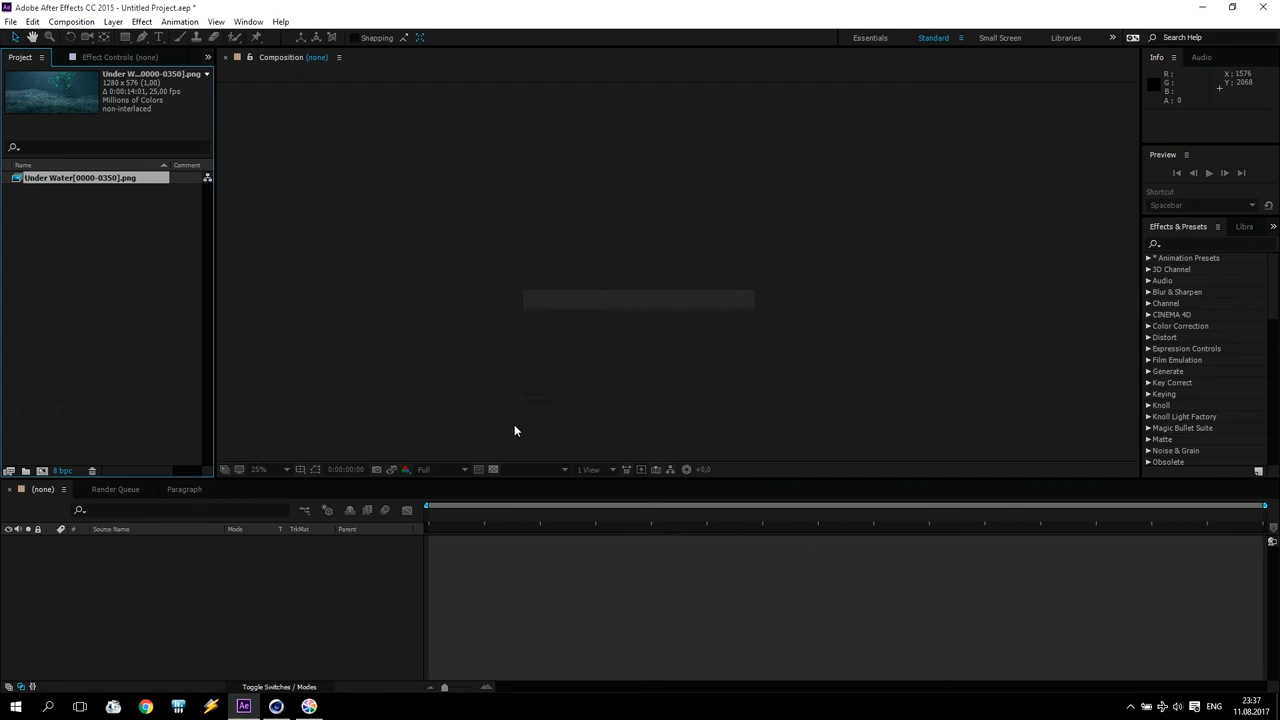 Adobe After Effects CC 2015 - Untitled Project.aep *
File Edit Composition Layer Effect Animation View Window Help
Snapping
Essentials Standard Small Screen Libraries
Search Help
Project Effect Controls (none)
Composition (none)
Info Audio
Under W...0000-0350].png
1280 x 576 (1,00)
Δ 0:00:14:01, 25,00 fps
Millions of Colors
non-interlaced
R :
G :
B :
A : 0
X : 1576
Y : 2068
Preview
Name Comment
Under Water[0000-0350].png
Shortcut
Spacebar
Effects & Presets Libra
* Animation Presets
3D Channel
Audio
Blur & Sharpen
Channel
CINEMA 4D
Color Correction
Distort
Expression Controls
Film Emulation
Generate
Key Correct
Keying
Knoll
Knoll Light Factory
Magic Bullet Suite
Matte
Noise & Grain
Obsolete
8 bpc
25% 0:00:00:00 Full 1 View +0,0
(none) Render Queue Paragraph
# Source Name Mode T TrkMat Parent
Toggle Switches / Modes
Ae
ENG
23:37
11.08.2017